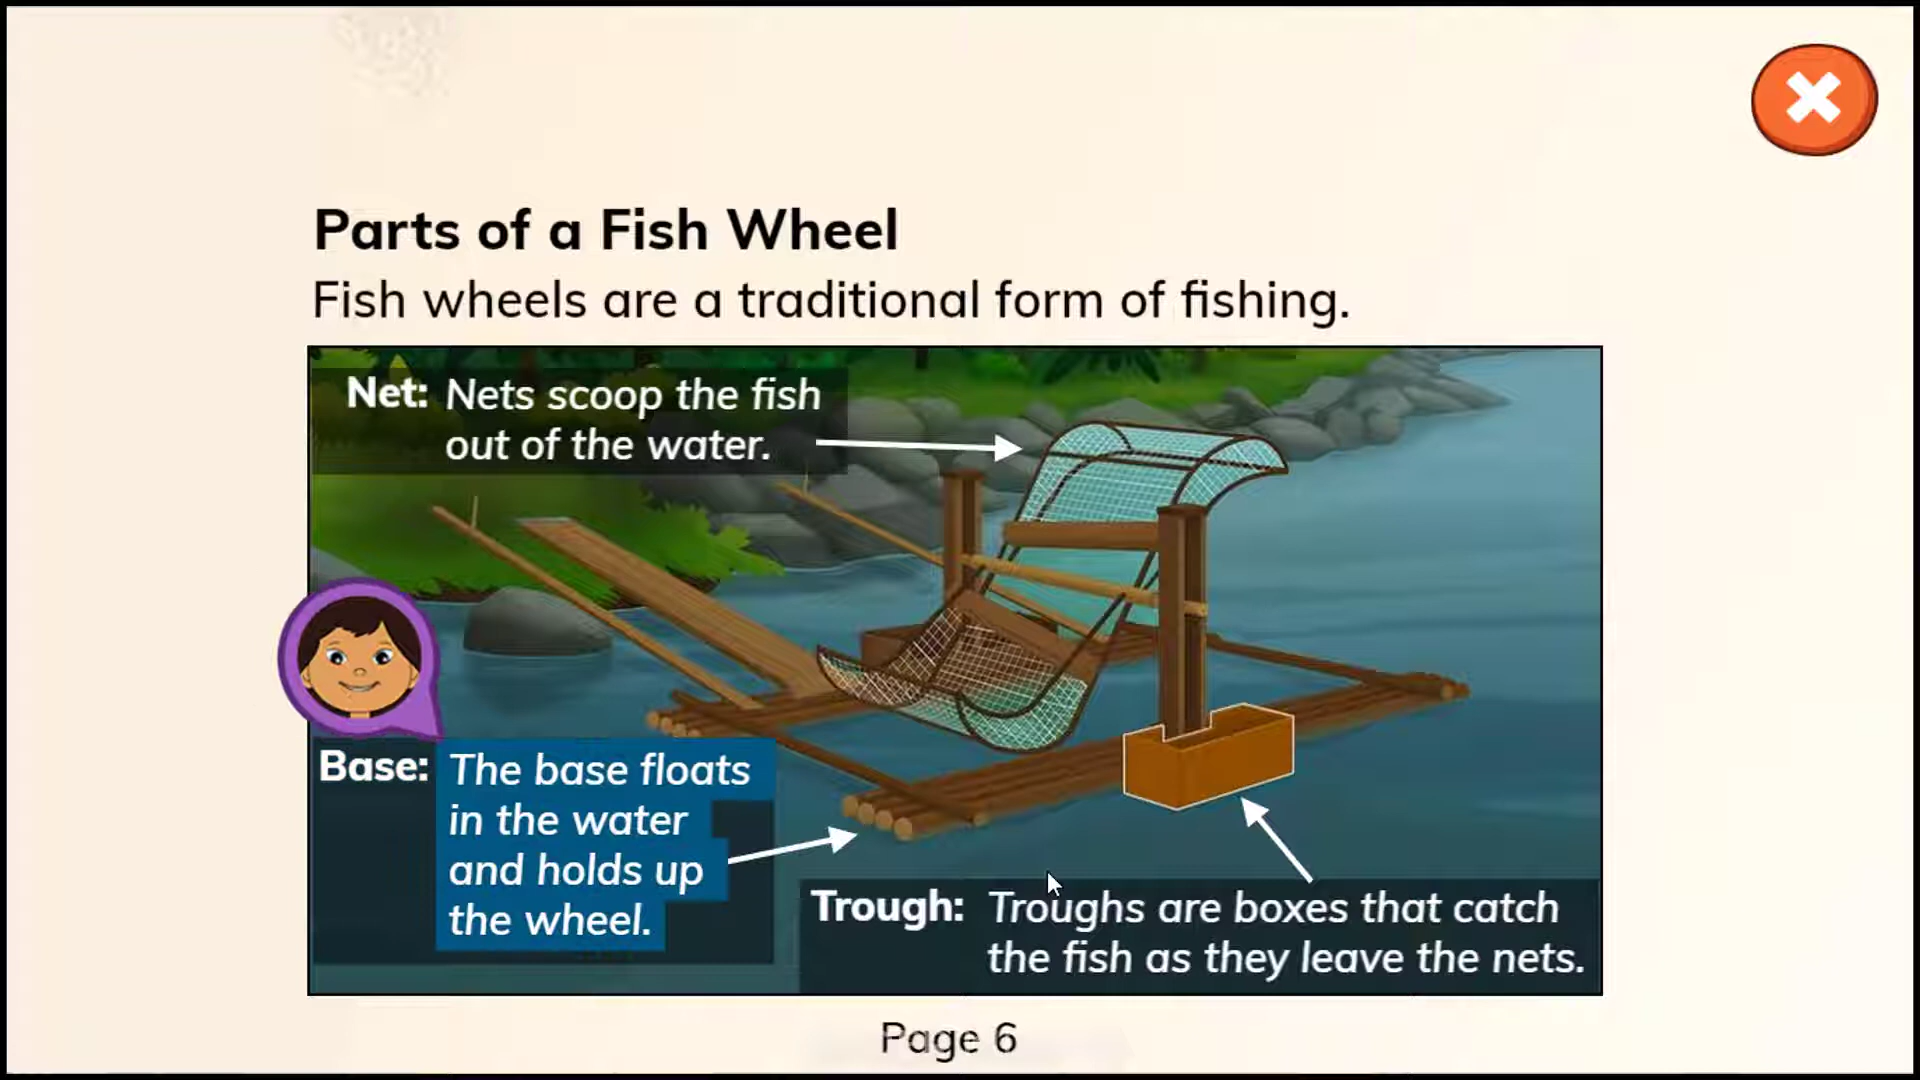 Parts of a Fish Wheel
Fish wheels are a traditional form of fishing.
Net: Nets scoop the fish
out of the water.
Base: The base floats
in the water
and holds up
the wheel.
Trough: Troughs are boxes that catch
the fish as they leave the nets.
Page 6